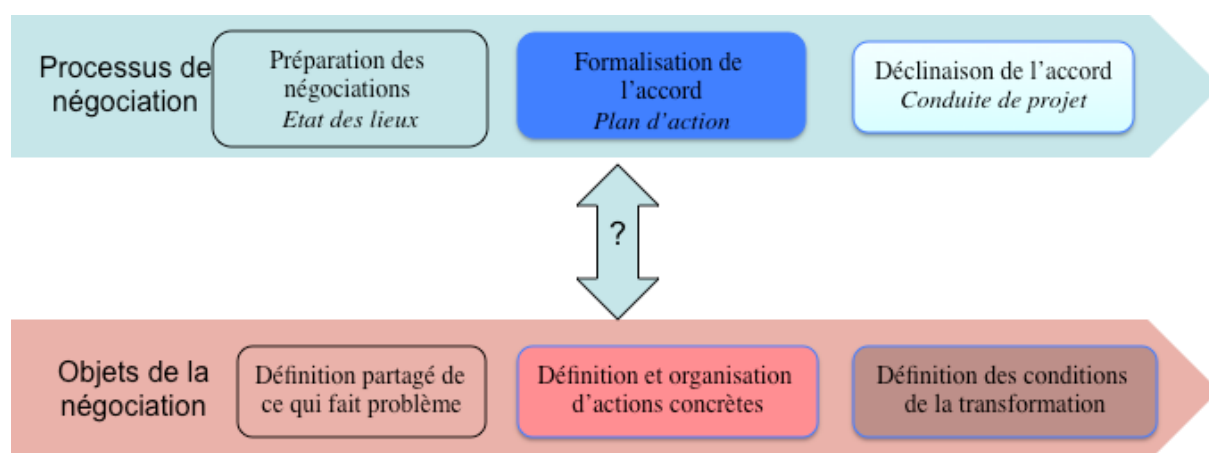 Processus de
négociation
Préparation des
négociations
Etat des lieux
Formalisation de
l’accord
Plan d’action
Déclinaison de l’accord
Conduite de projet
?
Objets de la
négociation
Définition partagé de
ce qui fait problème
Définition et organisation
d’actions concrètes
Définition des conditions
de la transformation